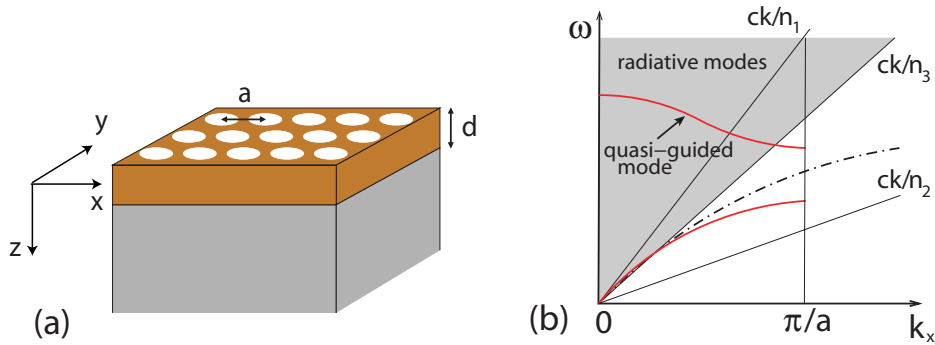 a
d
y
x
z
(a)
ω
ck/n₁
radiative modes
ck/n₃
quasi-guided
mode
ck/n₂
0
π/a
kₓ
(b)